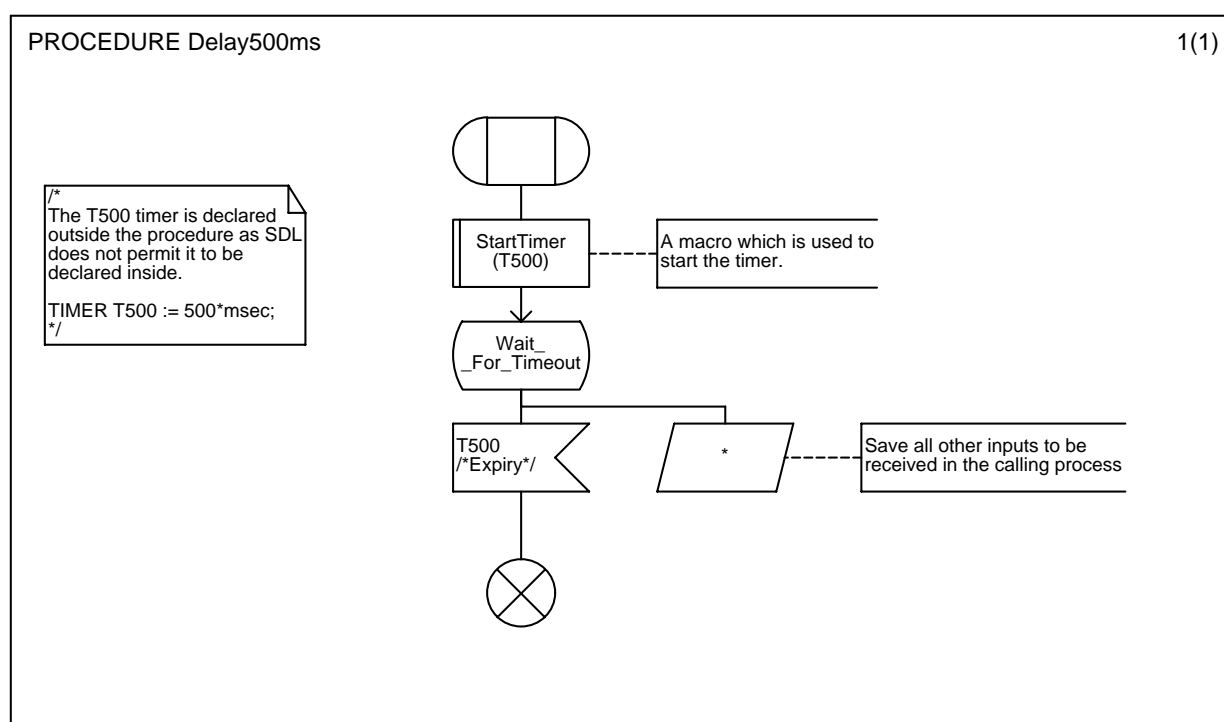 PROCEDURE Delay500ms
1(1)
/*
The T500 timer is declared
outside the procedure as SDL
does not permit it to be
declared inside.
TIMER T500 := 500*msec;
*/
StartTimer
(T500)
A macro which is used to
start the timer.
Wait_
_For_Timeout
T500
/*Expiry*/
*
Save all other inputs to be
received in the calling process